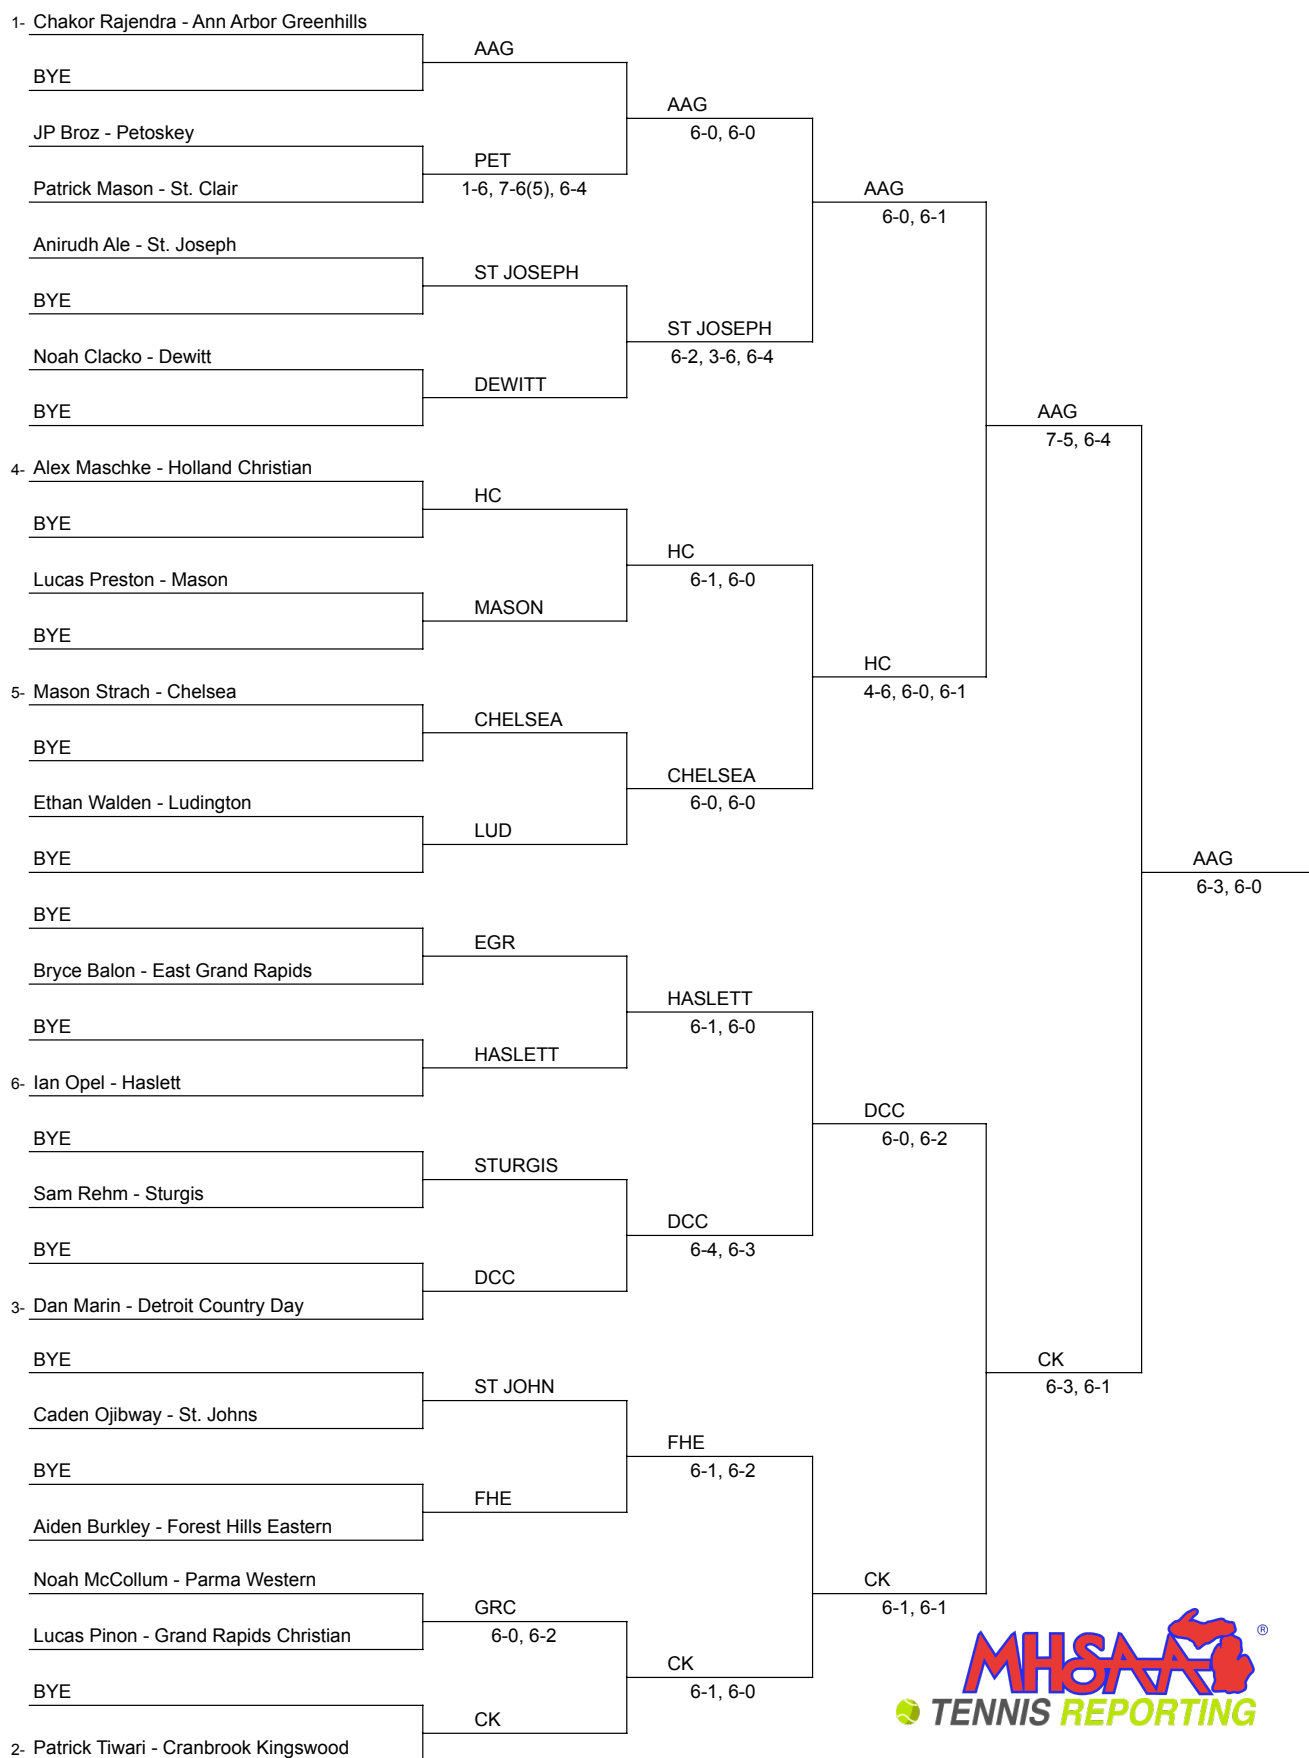 1- Chakor Rajendra - Ann Arbor Greenhills
BYE
JP Broz - Petoskey
Patrick Mason - St. Clair
Anirudh Ale - St. Joseph
BYE
Noah Clacko - Dewitt
BYE
4- Alex Maschke - Holland Christian
BYE
Lucas Preston - Mason
BYE
5- Mason Strach - Chelsea
BYE
Ethan Walden - Ludington
BYE
BYE
Bryce Balon - East Grand Rapids
BYE
6- Ian Opel - Haslett
BYE
Sam Rehm - Sturgis
BYE
3- Dan Marin - Detroit Country Day
BYE
Caden Ojibway - St. Johns
BYE
Aiden Burkley - Forest Hills Eastern
Noah McCollum - Parma Western
Lucas Pinon - Grand Rapids Christian
BYE
2- Patrick Tiwari - Cranbrook Kingswood
AAG
PET
1-6, 7-6(5), 6-4
ST JOSEPH
DEWITT
HC
MASON
CHELSEA
LUD
EGR
HASLETT
STURGIS
DCC
ST JOHN
FHE
GRC
6-0, 6-2
CK
AAG
6-0, 6-0
ST JOSEPH
6-2, 3-6, 6-4
HC
6-1, 6-0
CHELSEA
6-0, 6-0
HASLETT
6-1, 6-0
DCC
6-4, 6-3
FHE
6-1, 6-2
CK
6-1, 6-0
AAG
6-0, 6-1
HC
4-6, 6-0, 6-1
DCC
6-0, 6-2
CK
6-1, 6-1
AAG
7-5, 6-4
CK
6-3, 6-1
AAG
6-3, 6-0
MHSAA ®
TENNIS REPORTING